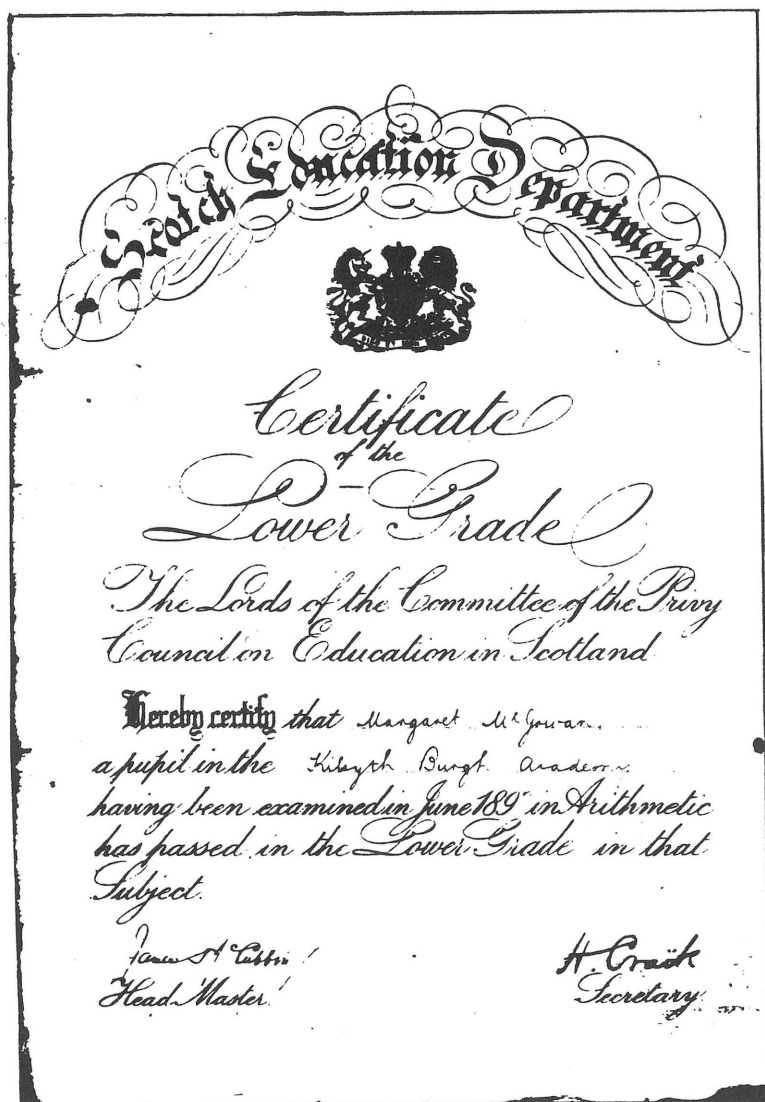 Scotch Education Department
Certificate
of the
Lower Grade
The Lords of the Committee of the Privy
Council on Education in Scotland
Hereby certify that Margaret McGowan
a pupil in the Kilsyth Burgh Academy
having been examined in June 189 in Arithmetic
has passed in the Lower Grade in that
Subject.
James
Head Master
H. Craik
Secretary